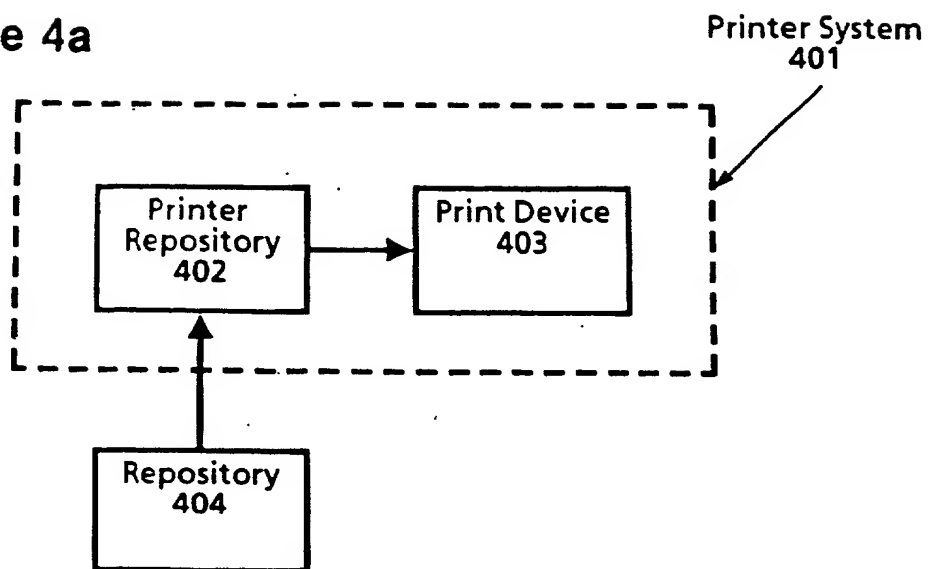 e 4a
Printer System
401
Printer
Repository
402
Print Device
403
Repository
404